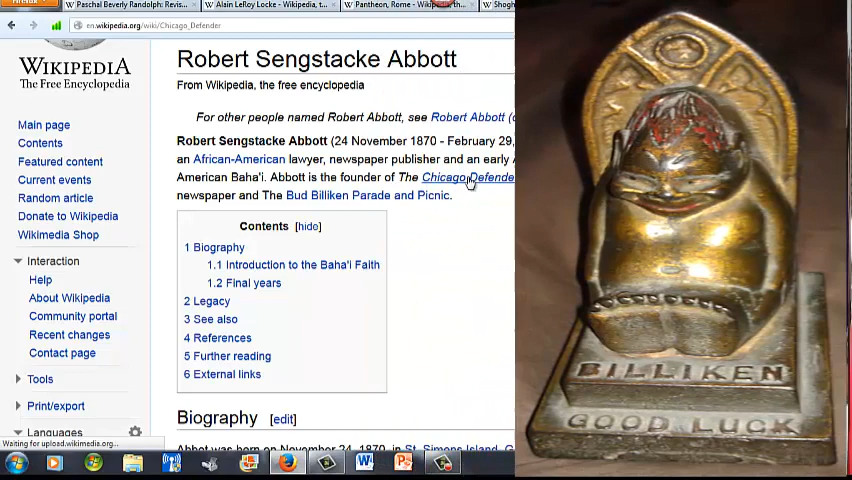 Firefox
Paschal Beverly Randolph: Revis...
Alain LeRoy Locke - Wikipedia, t...
Pantheon, Rome - Wikipedia, th...
Shogh
en.wikipedia.org/wiki/Chicago_Defender
WIKIPEDIA
The Free Encyclopedia
Main page
Contents
Featured content
Current events
Random article
Donate to Wikipedia
Wikimedia Shop
Interaction
Help
About Wikipedia
Community portal
Recent changes
Contact page
Tools
Print/export
Languages
Waiting for upload.wikimedia.org...
Robert Sengstacke Abbott
From Wikipedia, the free encyclopedia
For other people named Robert Abbott, see Robert Abbott (
Robert Sengstacke Abbott (24 November 1870 - February 29,
an African-American lawyer, newspaper publisher and an early
American Baha'i. Abbott is the founder of The Chicago Defende
newspaper and The Bud Billiken Parade and Picnic.
Contents [hide]
1 Biography
1.1 Introduction to the Baha'i Faith
1.2 Final years
2 Legacy
3 See also
4 References
5 Further reading
6 External links
Biography [edit]
Abbot was born on November 24, 1870, in St. Simons Island, G
BILLIKEN
GOOD LUCK